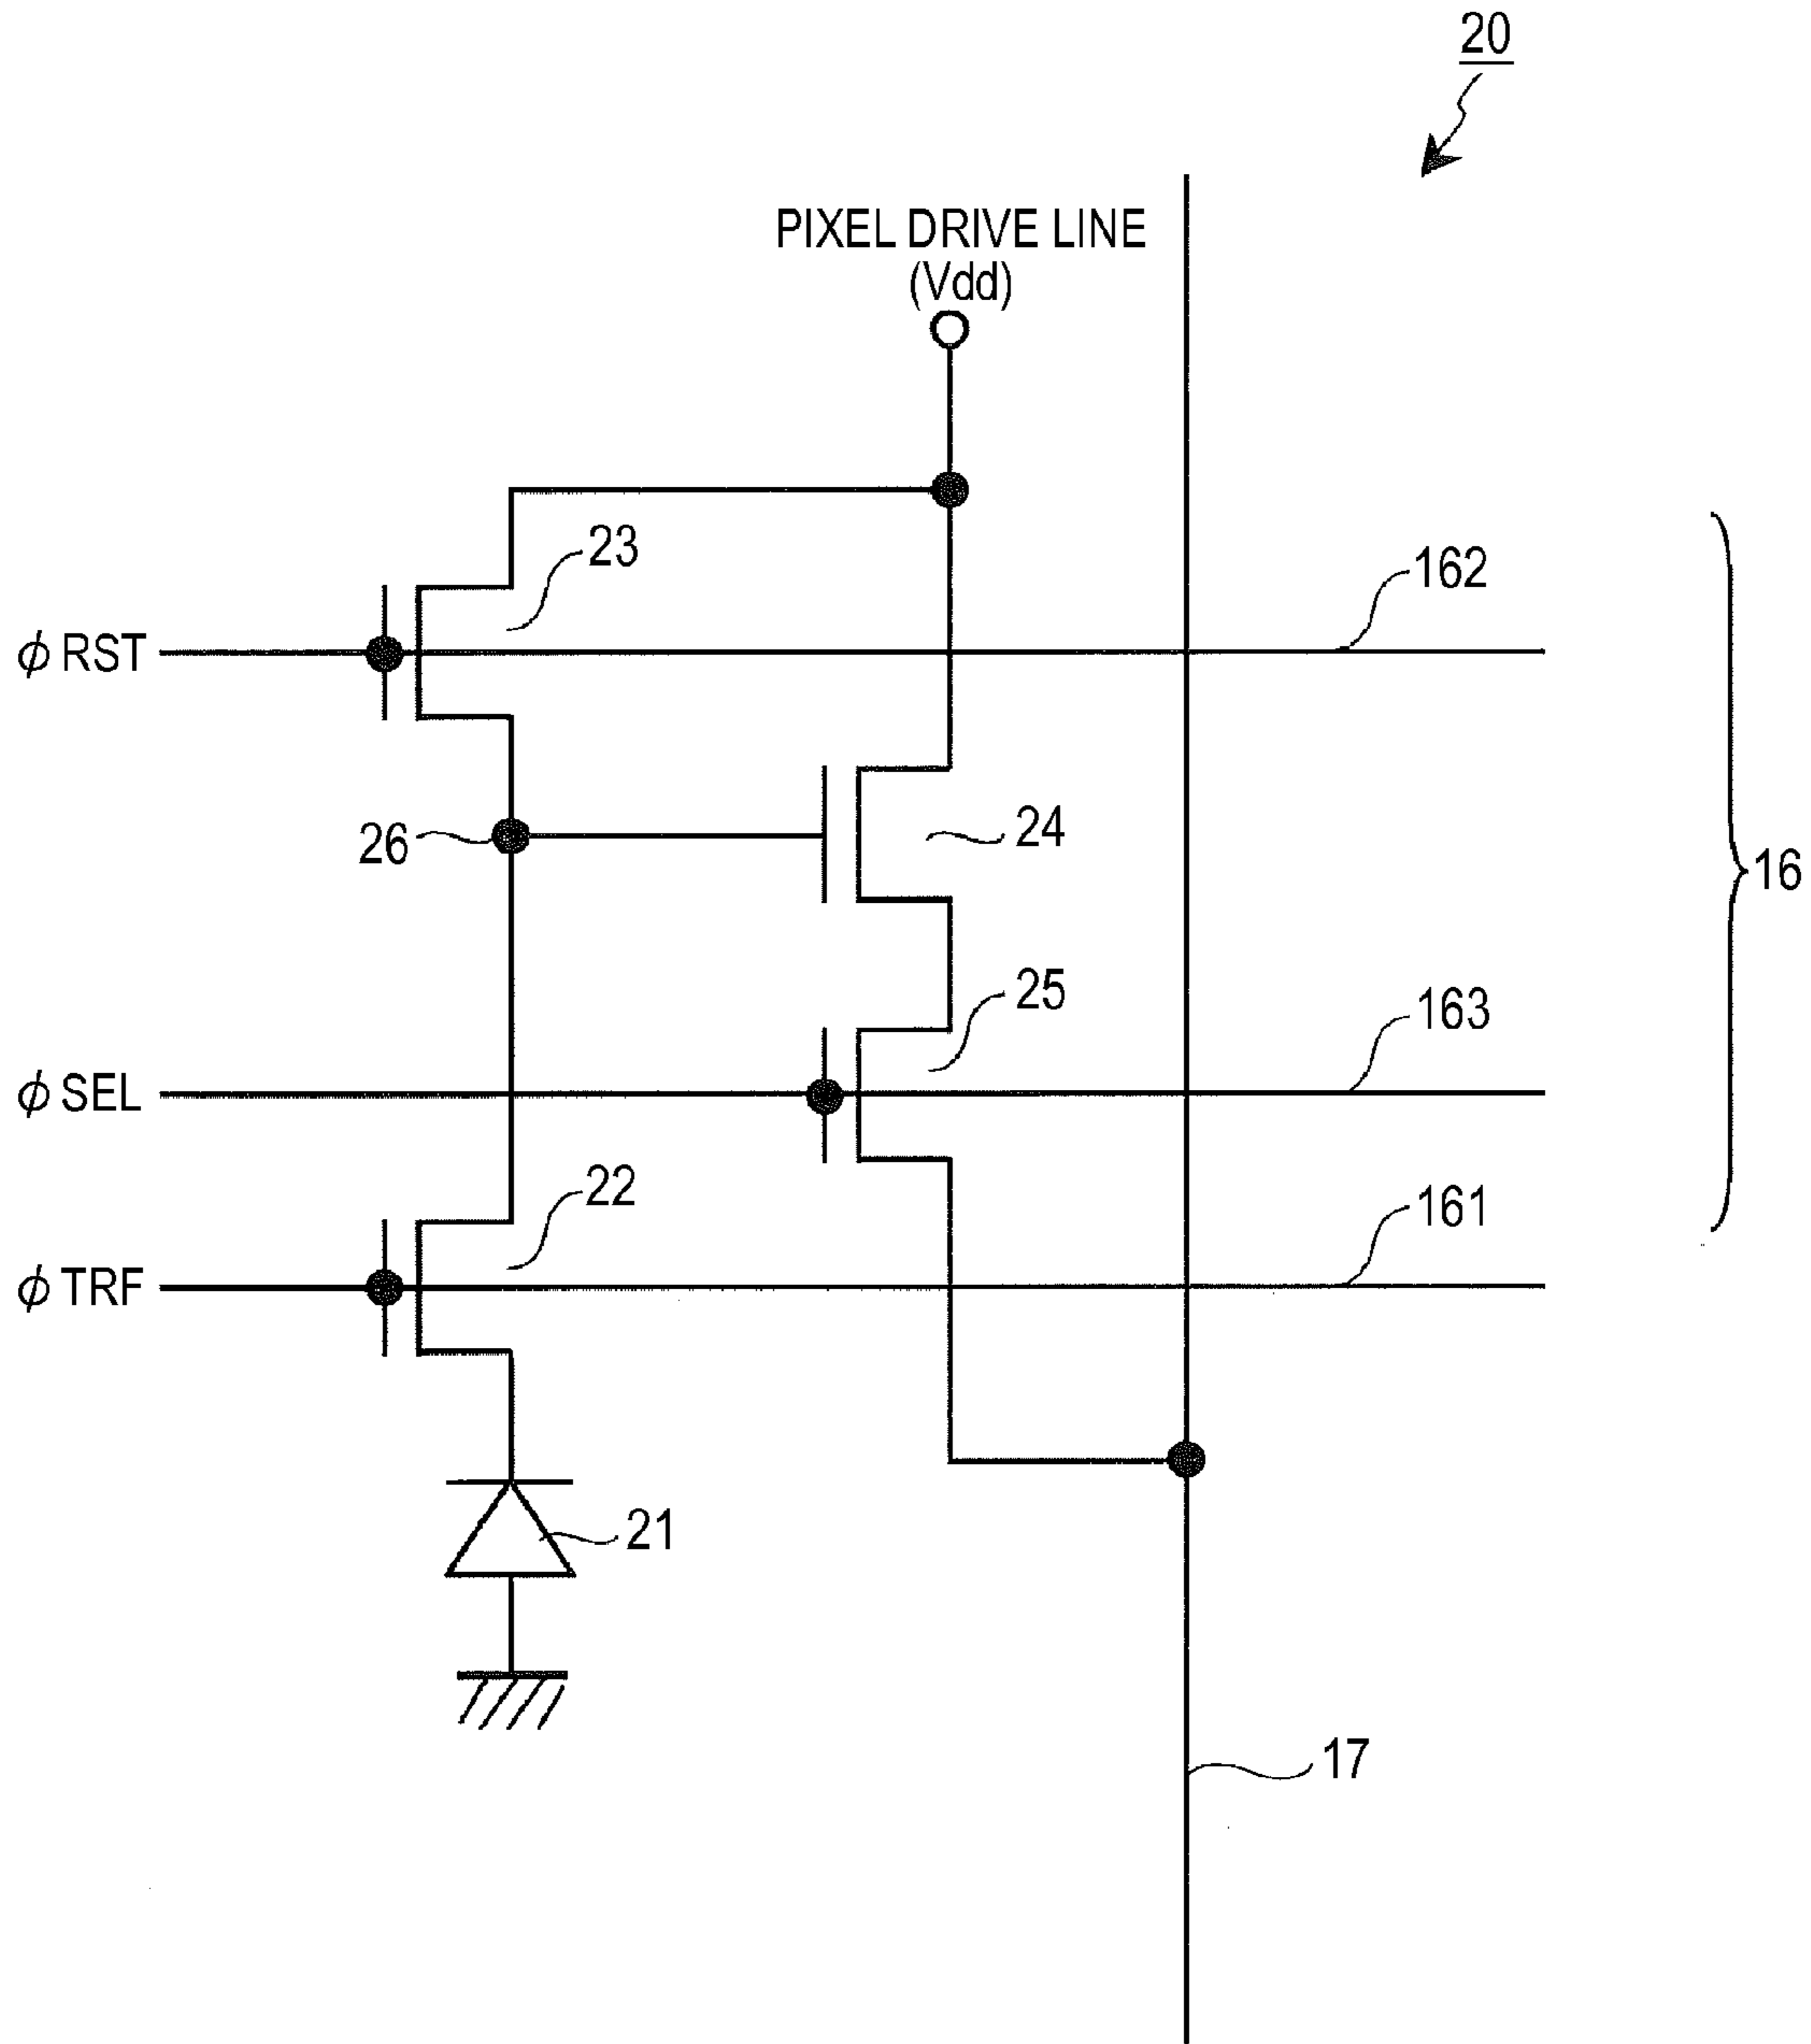 20
PIXEL DRIVE LINE
(Vdd)
23
162
φ RST
26
24
16
25
163
φ SEL
22
161
φ TRF
21
17